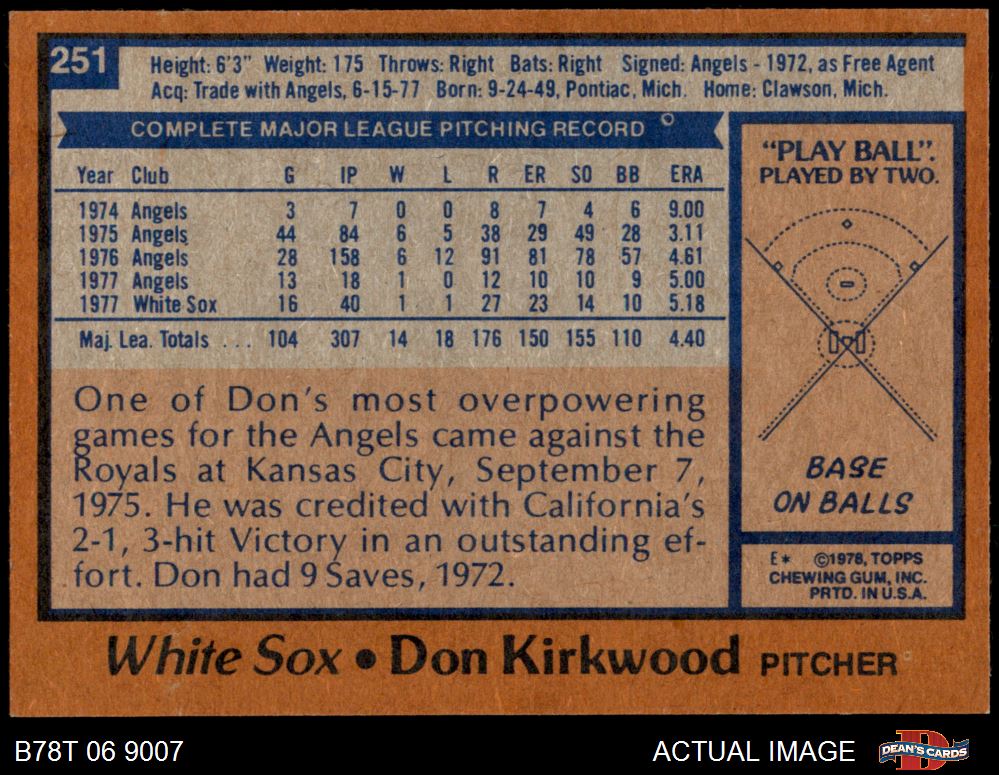 251
Height: 6'3" Weight: 175 Throws: Right Bats: Right Signed: Angels - 1972, as Free Agent
Acq: Trade with Angels, 6-15-77 Born: 9-24-49, Pontiac, Mich. Home: Clawson, Mich.
COMPLETE MAJOR LEAGUE PITCHING RECORD
Year Club G IP W L R ER SO BB ERA
1974 Angels 3 7 0 0 8 7 4 6 9.00
1975 Angels 44 84 6 5 38 29 49 28 3.11
1976 Angels 28 158 6 12 91 81 78 57 4.61
1977 Angels 13 18 1 0 12 10 10 9 5.00
1977 White Sox 16 40 1 1 27 23 14 10 5.18
Maj. Lea. Totals . . . 104 307 14 18 176 150 155 110 4.40
One of Don's most overpowering
games for the Angels came against the
Royals at Kansas City, September 7,
1975. He was credited with California's
2-1, 3-hit Victory in an outstanding ef-
fort. Don had 9 Saves, 1972.
"PLAY BALL".
PLAYED BY TWO.
BASE
ON BALLS
E* ©1978, TOPPS
CHEWING GUM, INC.
PRTD. IN U.S.A.
White Sox • Don Kirkwood PITCHER
B78T 06 9007
ACTUAL IMAGE
D
DEAN'S CARDS